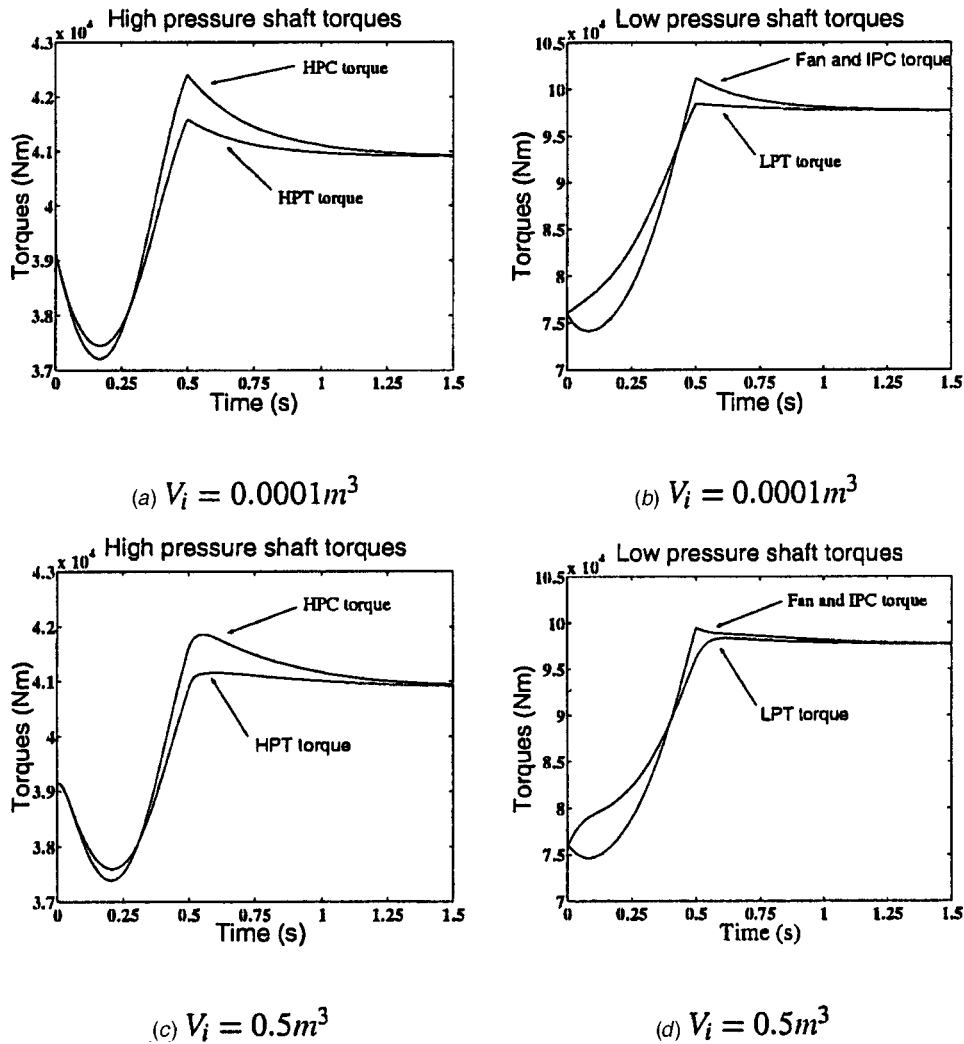 High pressure shaft torques
x 10⁴
4.3
4.2
4.1
4
3.9
3.8
3.7
Torques (Nm)
HPC torque
HPT torque
0 0.25 0.5 0.75 1 1.25 1.5
Time (s)
(a) V_i = 0.0001m³
Low pressure shaft torques
x 10⁴
10.5
10
9.5
9
8.5
8
7.5
7
Torques (Nm)
Fan and IPC torque
LPT torque
0 0.25 0.5 0.75 1 1.25 1.5
Time (s)
(b) V_i = 0.0001m³
High pressure shaft torques
x 10⁴
4.3
4.2
4.1
4
3.9
3.8
3.7
Torques (Nm)
HPC torque
HPT torque
0 0.25 0.5 0.75 1 1.25 1.5
Time (s)
(c) V_i = 0.5m³
Low pressure shaft torques
x 10⁴
10.5
10
9.5
9
8.5
8
7.5
7
Torques (Nm)
Fan and IPC torque
LPT torque
0 0.25 0.5 0.75 1 1.25 1.5
Time (s)
(d) V_i = 0.5m³